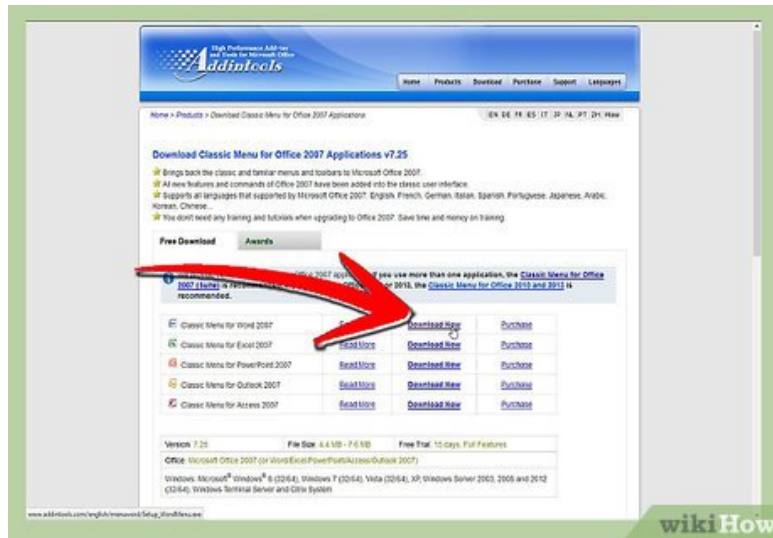 High Performance Add-ins
and Tools for Microsoft Office
Addintools
Home Products Download Purchase Support Languages
Home > Products > Download Classic Menu for Office 2007 Applications
EN DE FR ES IT JP NL PT ZH More
Download Classic Menu for Office 2007 Applications v7.25
Brings back the classic and familiar menus and toolbars to Microsoft Office 2007.
All new features and commands of Office 2007 have been added into the classic user interface.
Supports all languages that supported by Microsoft Office 2007: English, French, German, Italian, Spanish, Portuguese, Japanese, Arabic,
Korean, Chinese...
You don't need any training and tutorials when upgrading to Office 2007. Save time and money on training.
Free Download Awards
Office 2007 application. If you use more than one application, the Classic Menu for Office
2007 (Suite) is or 2013, the Classic Menu for Office 2010 and 2013 is
recommended.
Classic Menu for Word 2007 Download Now Purchase
Classic Menu for Excel 2007 Read More Download Now Purchase
Classic Menu for PowerPoint 2007 Read More Download Now Purchase
Classic Menu for Outlook 2007 Read More Download Now Purchase
Classic Menu for Access 2007 Read More Download Now Purchase
Version: 7.25 File Size: 4.4 MB - 7.6 MB Free Trial: 15 days, Full Features
Office: Microsoft Office 2007 (or Word/Excel/PowerPoint/Access/Outlook 2007)
Windows: Microsoft® Windows® 8 (32/64), Windows 7 (32/64), Vista (32/64), XP, Windows Server 2003, 2008 and 2012
(32/64), Windows Terminal Server and Citrix System
www.addintools.com/english/menuword/Setup_WordMenu.exe
wikiHow